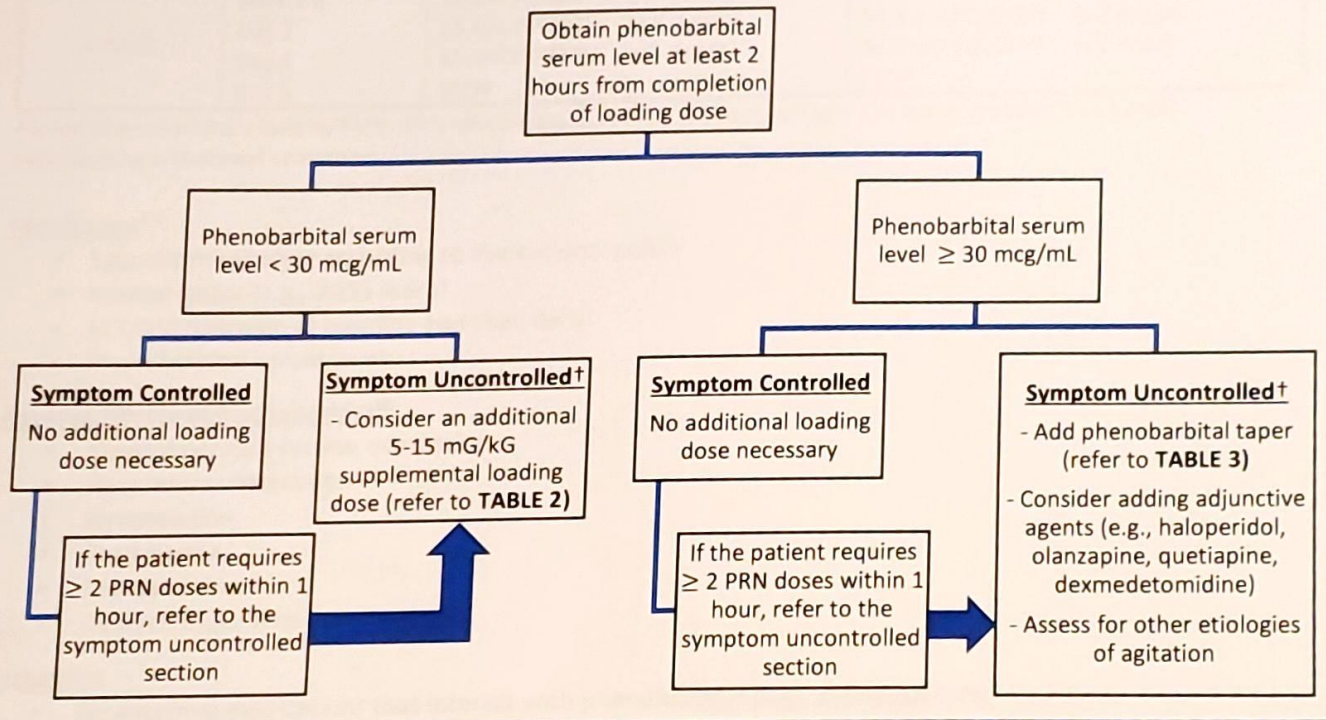 Obtain phenobarbital
serum level at least 2
hours from completion
of loading dose
Phenobarbital serum
level < 30 mcg/mL
Phenobarbital serum
level ≥ 30 mcg/mL
Symptom Controlled
No additional loading
dose necessary
Symptom Uncontrolled†
- Consider an additional
5-15 mG/kG
supplemental loading
dose (refer to TABLE 2)
Symptom Controlled
No additional loading
dose necessary
Symptom Uncontrolled†
- Add phenobarbital taper
(refer to TABLE 3)
- Consider adding adjunctive
agents (e.g., haloperidol,
olanzapine, quetiapine,
dexmedetomidine)
- Assess for other etiologies
of agitation
If the patient requires
≥ 2 PRN doses within 1
hour, refer to the
symptom uncontrolled
section
If the patient requires
≥ 2 PRN doses within 1
hour, refer to the
symptom uncontrolled
section